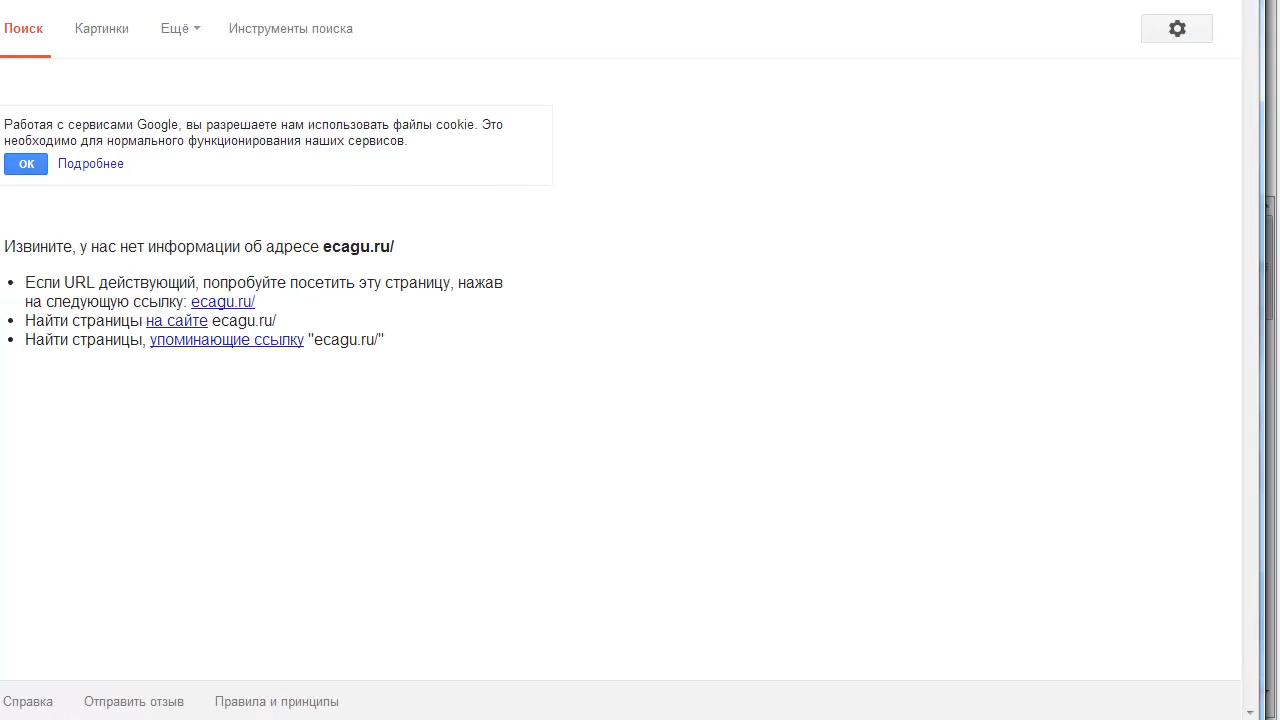 Поиск Картинки Ещё Инструменты поиска
Работая с сервисами Google, вы разрешаете нам использовать файлы cookie. Это
необходимо для нормального функционирования наших сервисов.
ОК Подробнее
Извините, у нас нет информации об адресе ecagu.ru/
Если URL действующий, попробуйте посетить эту страницу, нажав
на следующую ссылку: ecagu.ru/
Найти страницы на сайте ecagu.ru/
Найти страницы, упоминающие ссылку "ecagu.ru/"
Справка Отправить отзыв Правила и принципы